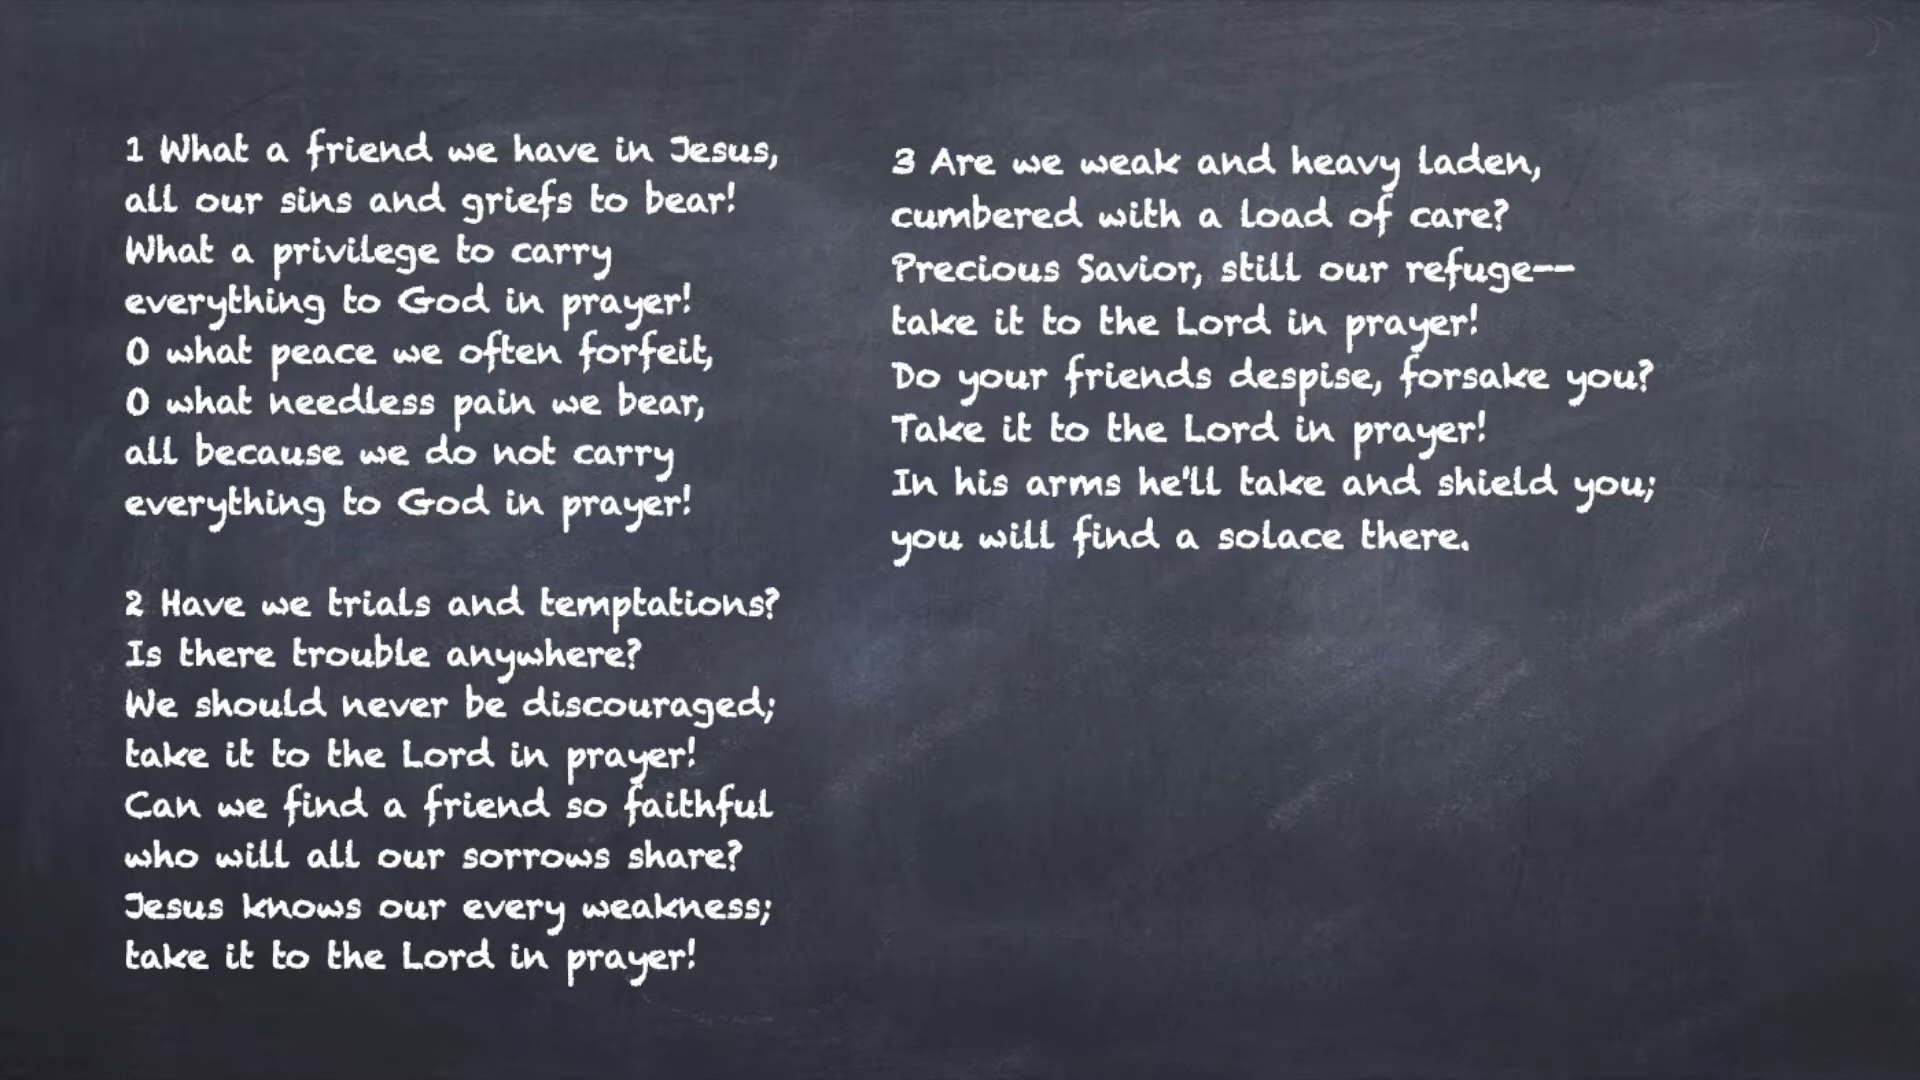 1 What a friend we have in Jesus,
all our sins and griefs to bear!
What a privilege to carry
everything to God in prayer!
O what peace we often forfeit,
O what needless pain we bear,
all because we do not carry
everything to God in prayer!
2 Have we trials and temptations?
Is there trouble anywhere?
We should never be discouraged;
take it to the Lord in prayer!
Can we find a friend so faithful
who will all our sorrows share?
Jesus knows our every weakness;
take it to the Lord in prayer!
3 Are we weak and heavy laden,
cumbered with a load of care?
Precious Savior, still our refuge--
take it to the Lord in prayer!
Do your friends despise, forsake you?
Take it to the Lord in prayer!
In his arms he'll take and shield you;
you will find a solace there.